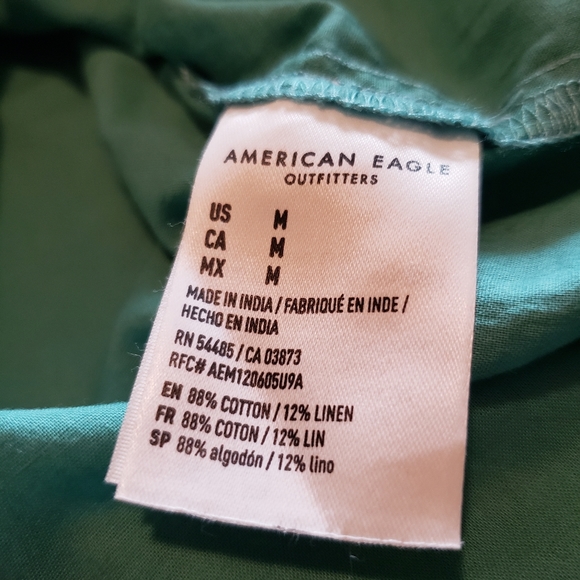 AMERICAN EAGLE
OUTFITTERS
US M
CA M
MX M
MADE IN INDIA / FABRIQUÉ EN INDE /
HECHO EN INDIA
RN 54485 / CA 03873
RFC# AEM120605U9A
EN 88% COTTON / 12% LINEN
FR 88% COTON / 12% LIN
SP 88% algodón / 12% lino